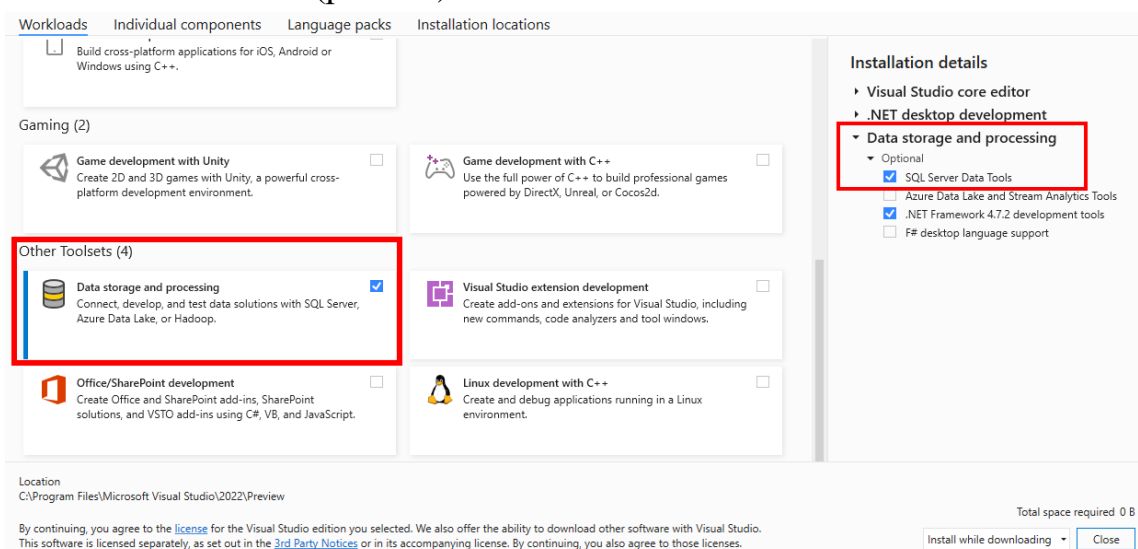 Workloads Individual components Language packs Installation locations
Build cross-platform applications for iOS, Android or
Windows using C++.
Gaming (2)
Game development with Unity
Create 2D and 3D games with Unity, a powerful cross-
platform development environment.
Game development with C++
Use the full power of C++ to build professional games
powered by DirectX, Unreal, or Cocos2d.
Other Toolsets (4)
Data storage and processing
Connect, develop, and test data solutions with SQL Server,
Azure Data Lake, or Hadoop.
Visual Studio extension development
Create add-ons and extensions for Visual Studio, including
new commands, code analyzers and tool windows.
Office/SharePoint development
Create Office and SharePoint add-ins, SharePoint
solutions, and VSTO add-ins using C#, VB, and JavaScript.
Linux development with C++
Create and debug applications running in a Linux
environment.
Installation details
Visual Studio core editor
.NET desktop development
Data storage and processing
Optional
SQL Server Data Tools
Azure Data Lake and Stream Analytics Tools
.NET Framework 4.7.2 development tools
F# desktop language support
Location
C:\Program Files\Microsoft Visual Studio\2022\Preview
By continuing, you agree to the license for the Visual Studio edition you selected. We also offer the ability to download other software with Visual Studio.
This software is licensed separately, as set out in the 3rd Party Notices or in its accompanying license. By continuing, you also agree to those licenses.
Total space required 0 B
Install while downloading Close